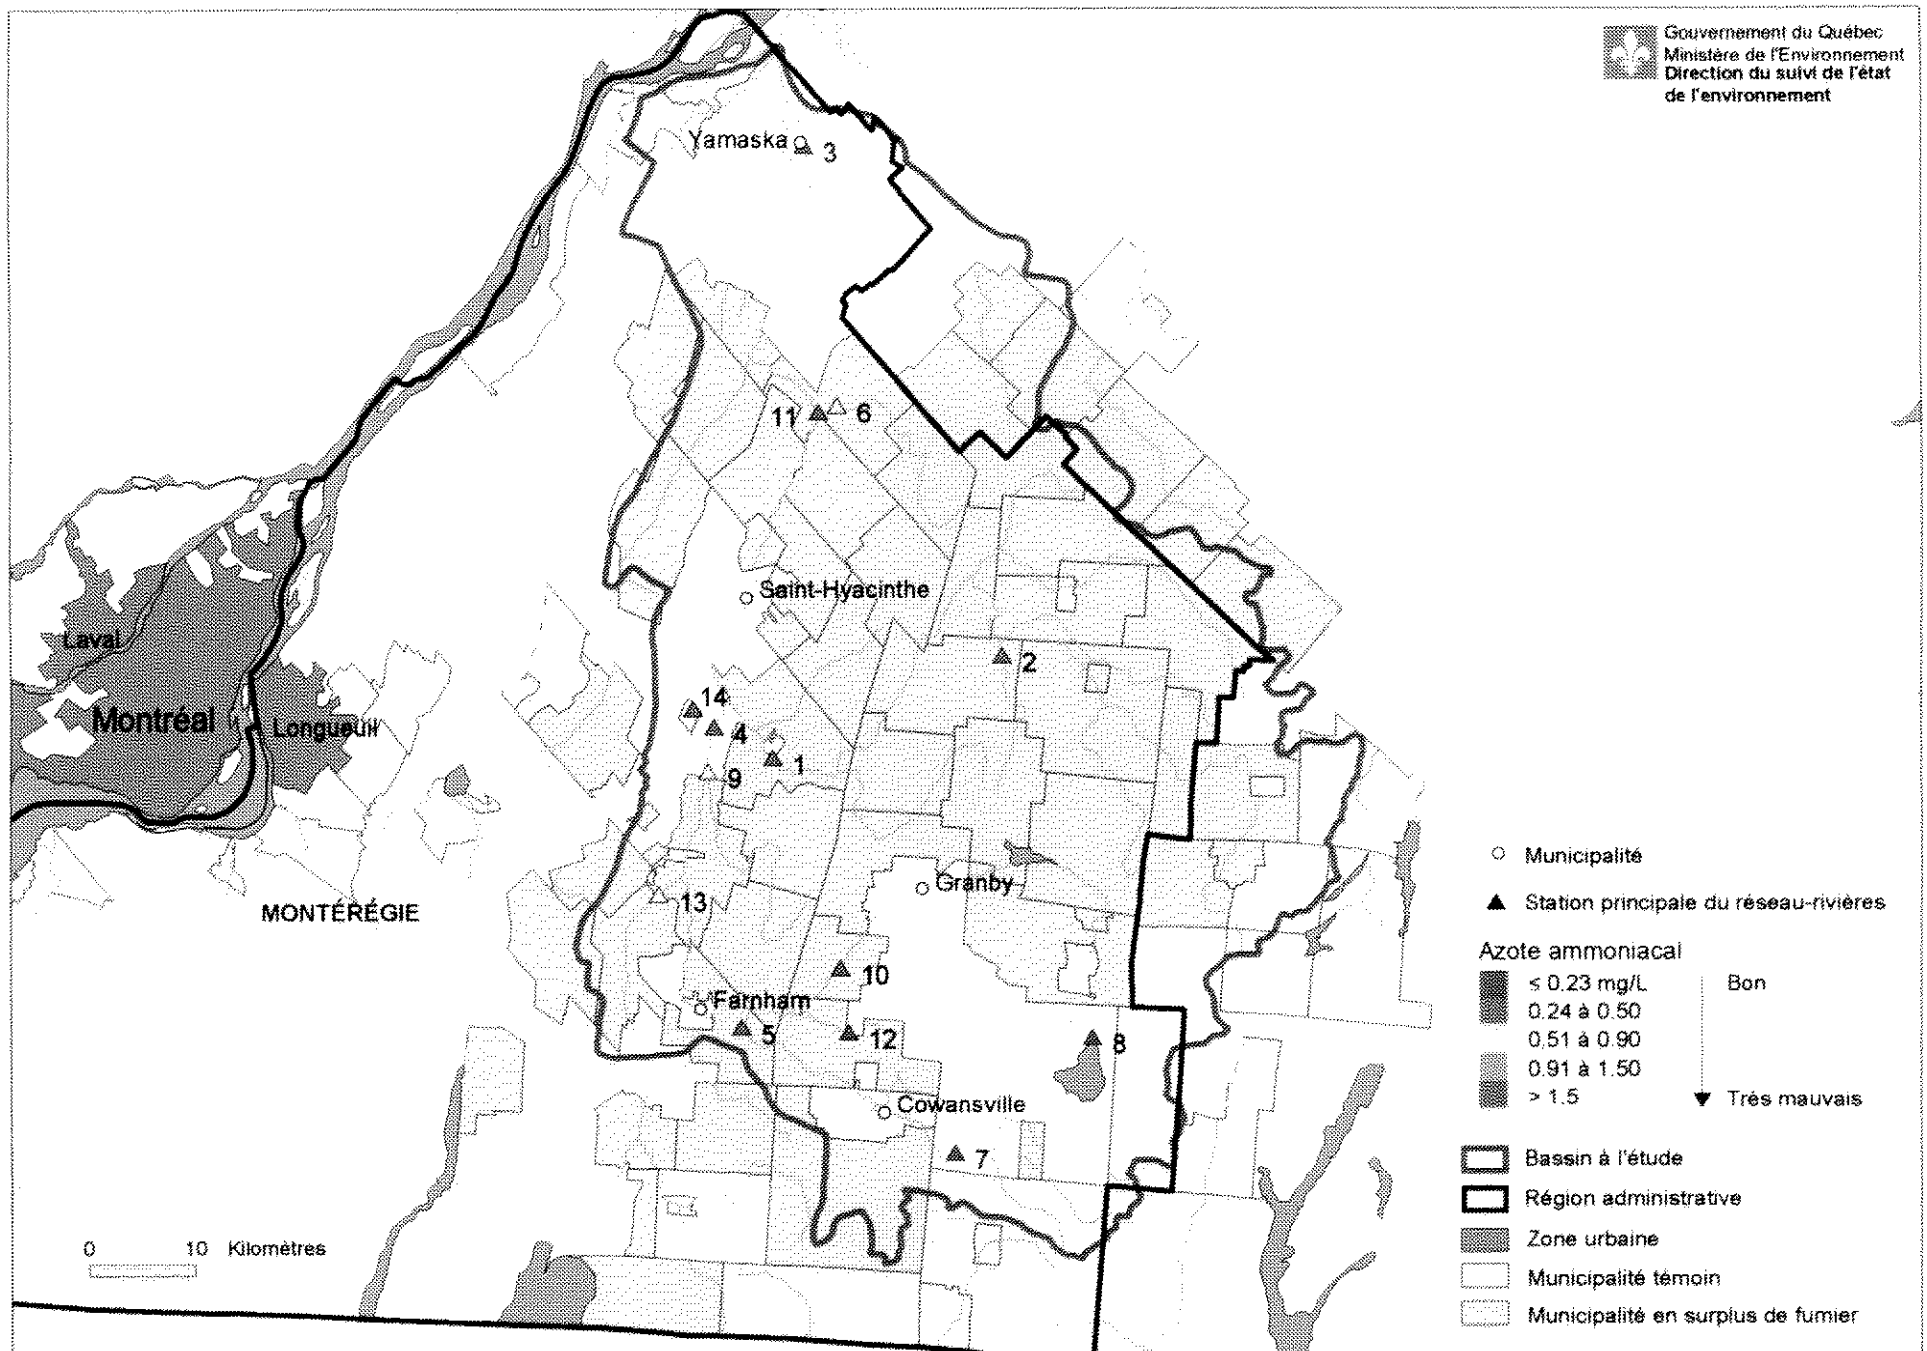 Gouvernement du Québec
Ministère de l'Environnement
Direction du suivi de l'état
de l'environnement
Yamaska 3
11 6
Saint-Hyacinthe
2
Laval
14
Montréal
Longueuil
4
1
9
Granby
13
MONTÉRÉGIE
10
Farnham
5
12
8
Cowansville
7
0 10 Kilomètres
Municipalité
Station principale du réseau-rivières
Azote ammoniacal
≤ 0.23 mg/L Bon
0.24 à 0.50
0.51 à 0.90
0.91 à 1.50
> 1.5 Très mauvais
Bassin à l'étude
Région administrative
Zone urbaine
Municipalité témoin
Municipalité en surplus de fumier